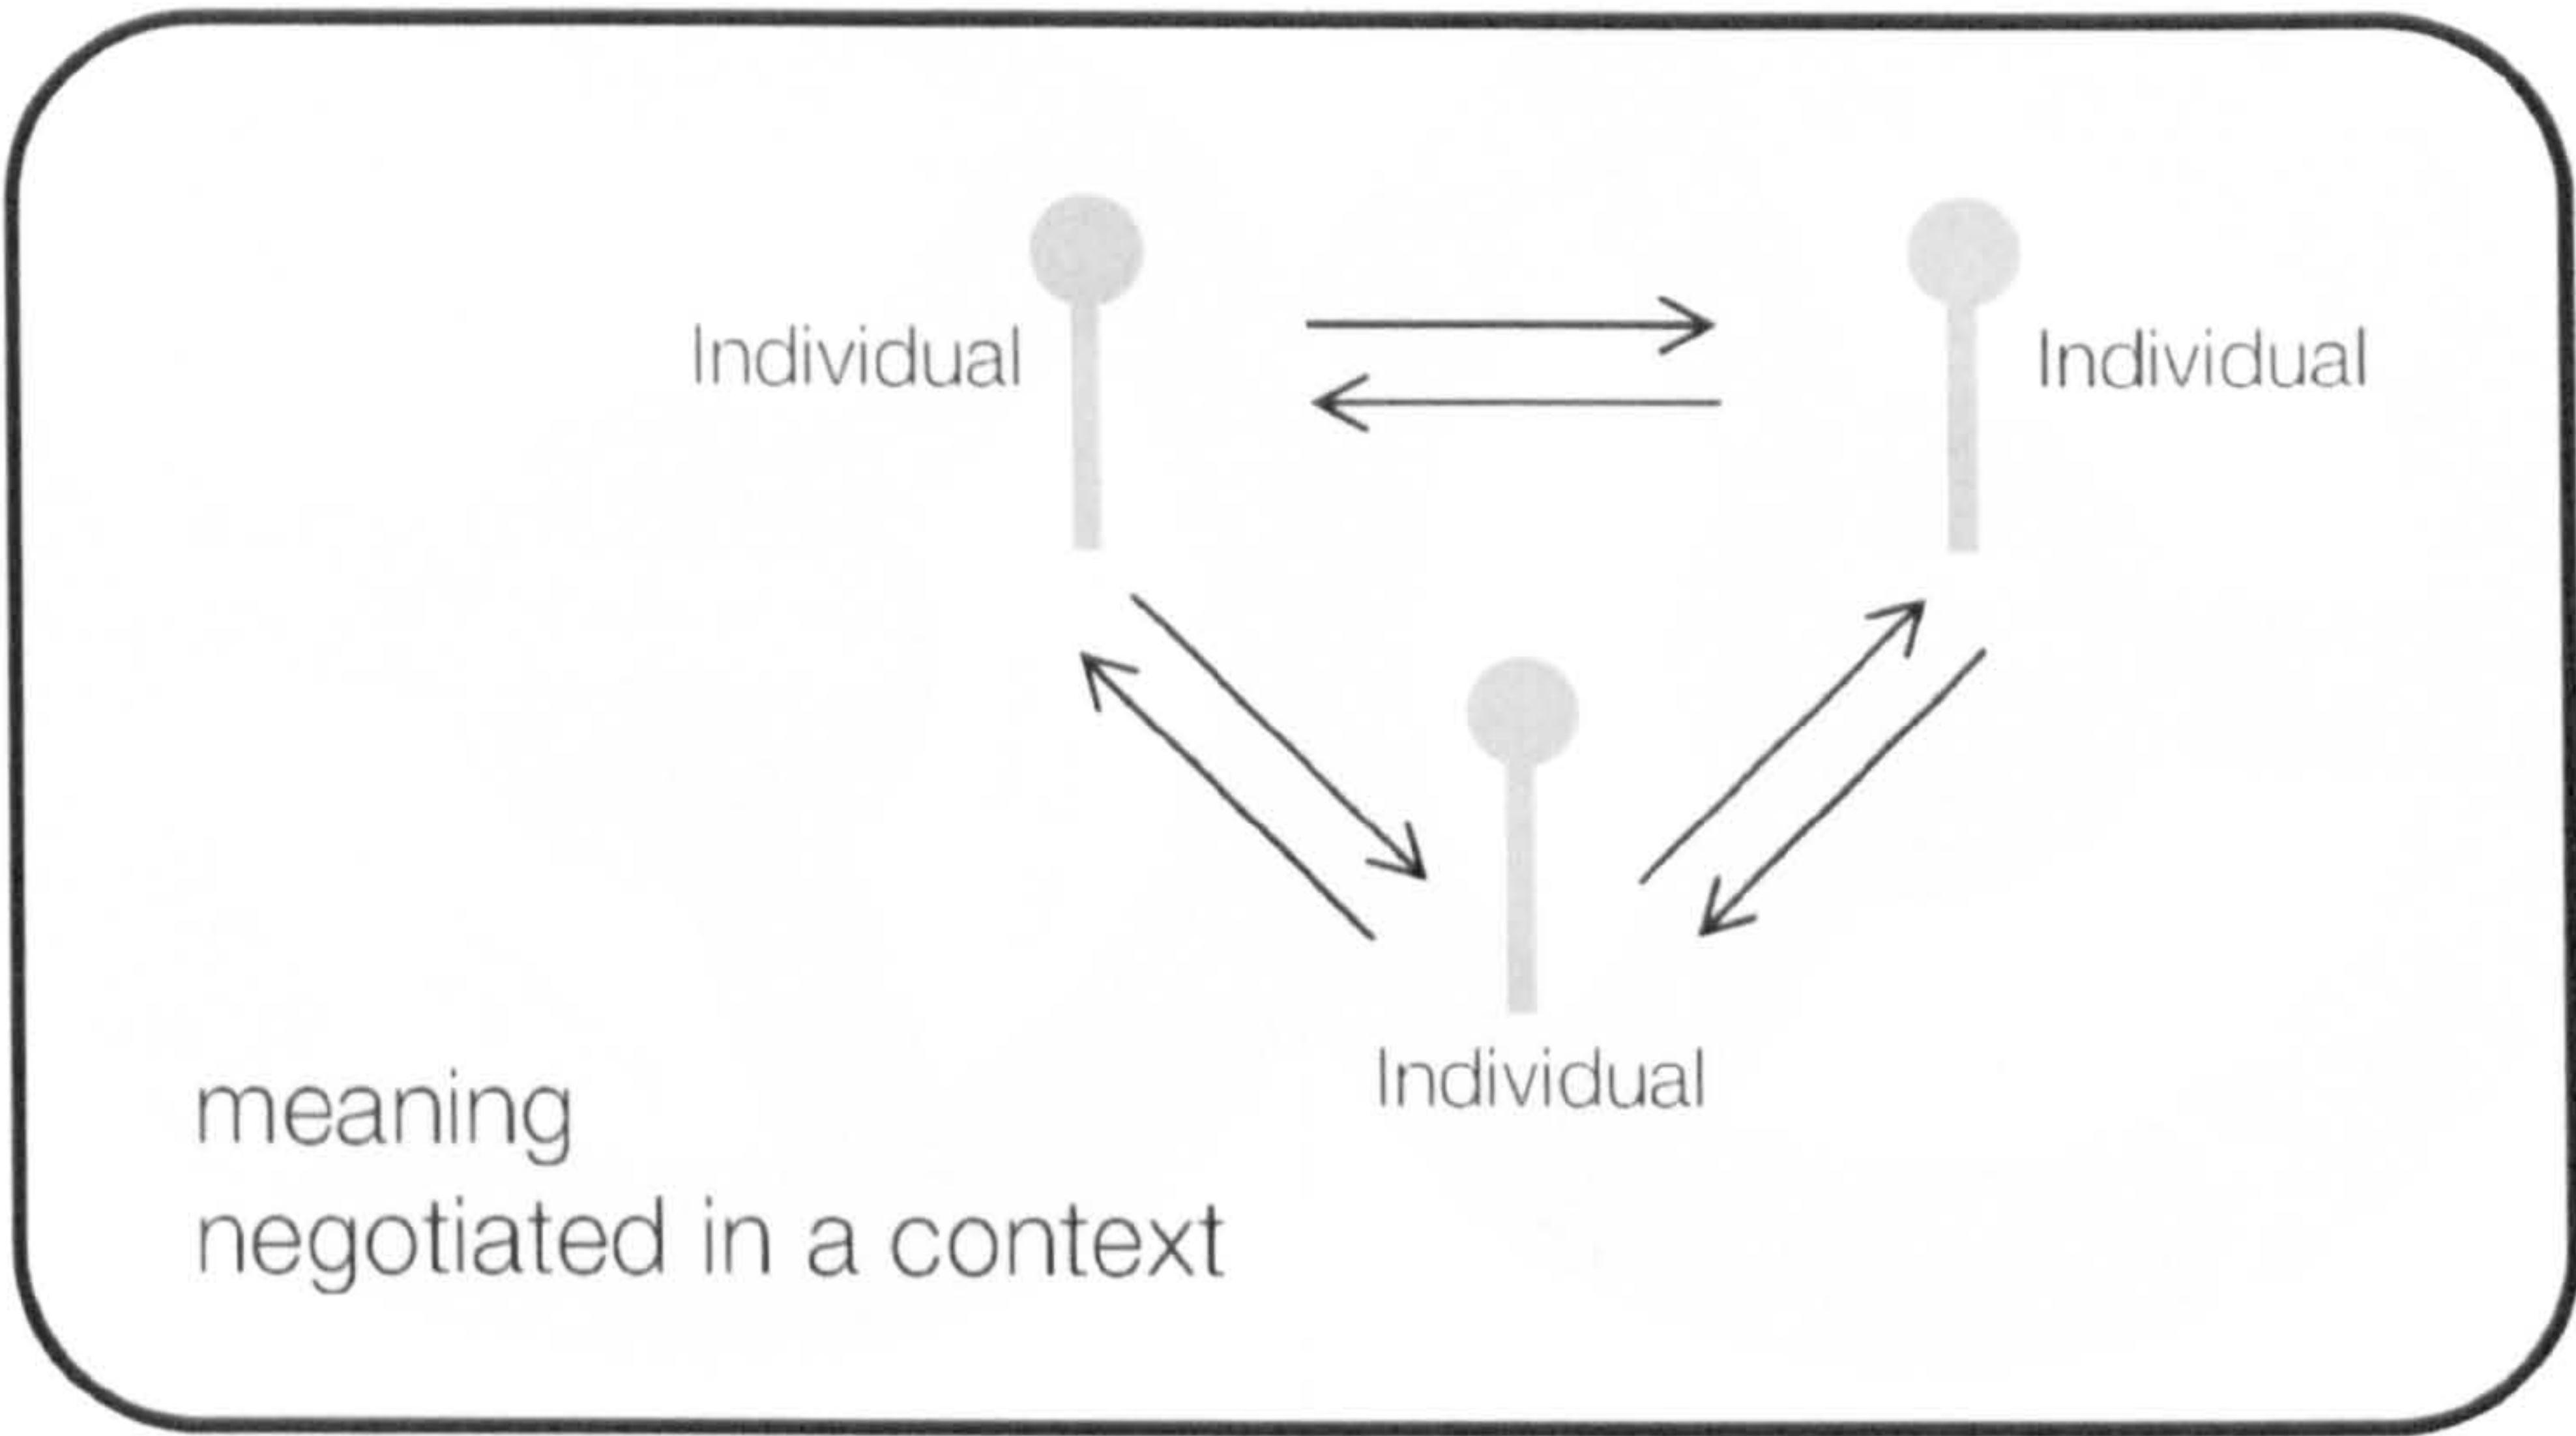 Individual
Individual
Individual
meaning
negotiated in a context